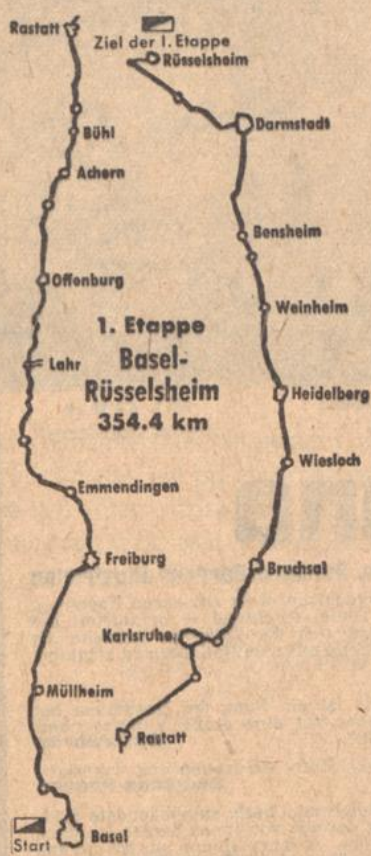 Rastatt
Ziel der 1. Etappe
Rüsselsheim
Darmstadt
Bühl
Achern
Bensheim
Offenburg
Weinheim
1. Etappe
Basel-
Rüsselsheim
354.4 km
Lahr
Heidelberg
Wiesloch
Emmendingen
Freiburg
Bruchsal
Karlsruhe
Müllheim
Rastatt
Start
Basel